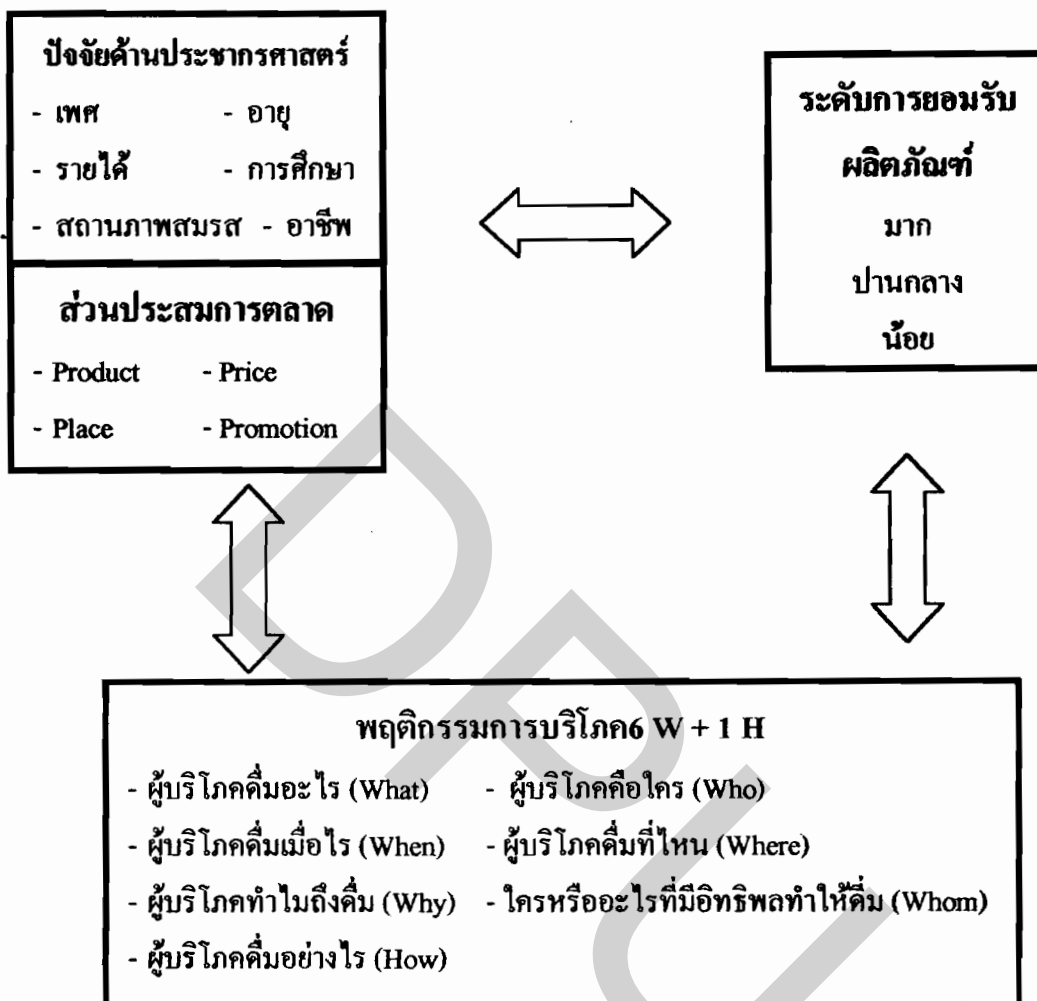 ปัจจัยด้านประชากรศาสตร์
- เพศ - อายุ
- รายได้ - การศึกษา
- สถานภาพสมรส - อาชีพ
ส่วนประสมการตลาด
- Product - Price
- Place - Promotion
ระดับการยอมรับ
ผลิตภัณฑ์
มาก
ปานกลาง
น้อย
พฤติกรรมการบริโภค6 W + 1 H
- ผู้บริโภคดื่มอะไร (What) - ผู้บริโภคคือใคร (Who)
- ผู้บริโภคดื่มเมื่อไร (When) - ผู้บริโภคดื่มที่ไหน (Where)
- ผู้บริโภคทำไมถึงดื่ม (Why) - ใครหรืออะไรที่มีอิทธิพลทำให้ดื่ม (Whom)
- ผู้บริโภคดื่มอย่างไร (How)
DPU